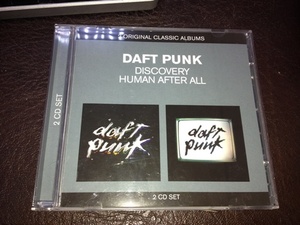 ORIGINAL CLASSIC ALBUMS
DAFT PUNK
DISCOVERY
HUMAN AFTER ALL
daft
punk
daft
punk
2 CD SET
2 CD SET